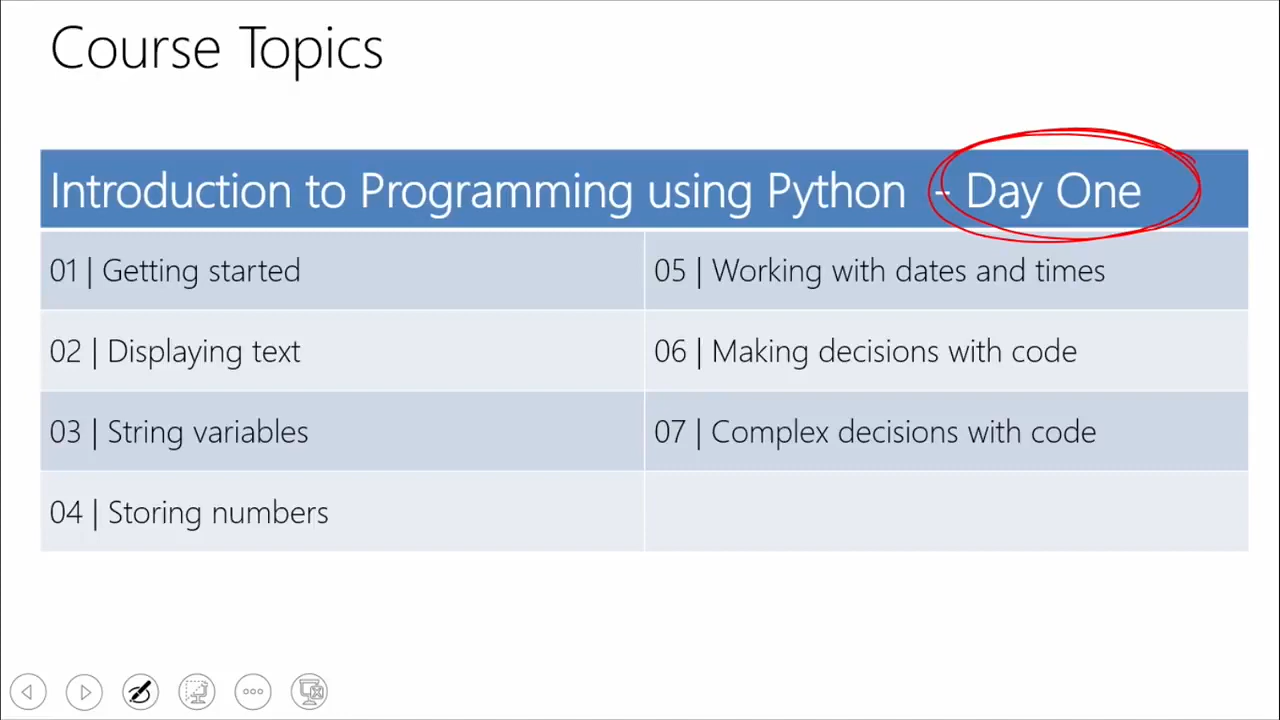 Course Topics
Introduction to Programming using Python - Day One
01 | Getting started
02 | Displaying text
03 | String variables
04 | Storing numbers
05 | Working with dates and times
06 | Making decisions with code
07 | Complex decisions with code